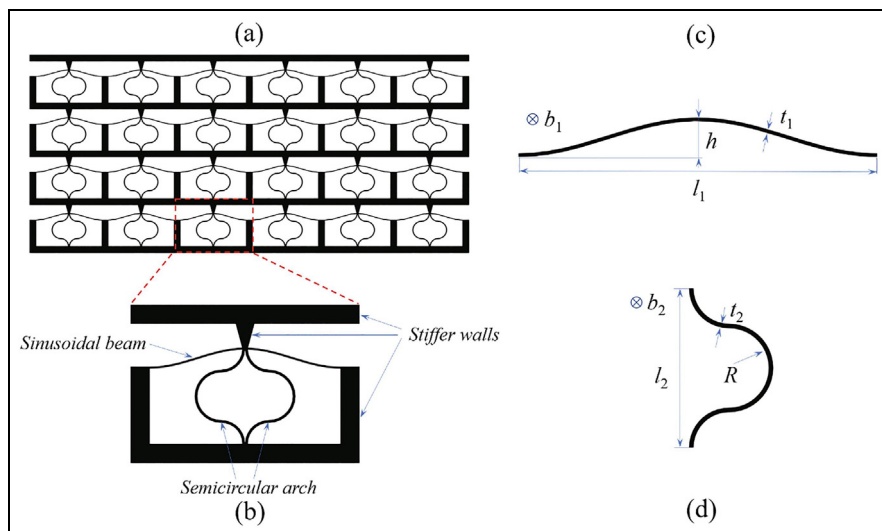 (a)
(c)
⊗ b₁
t₁
h
l₁
Sinusoidal beam
Stiffer walls
Semicircular arch
(b)
⊗ b₂
t₂
l₂
R
(d)